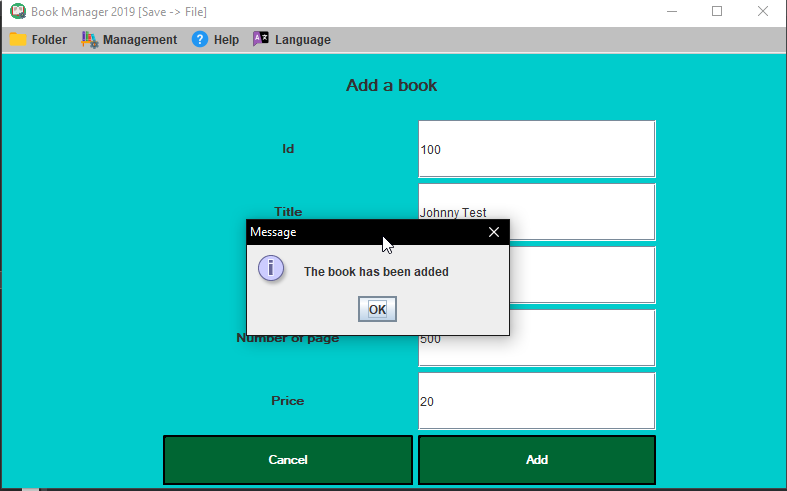 Book Manager 2019 [Save -> File]
Folder Management Help Language
Add a book
Id 100
Title Johnny Test
Message
The book has been added
OK
Number of page 500
Price 20
Cancel Add